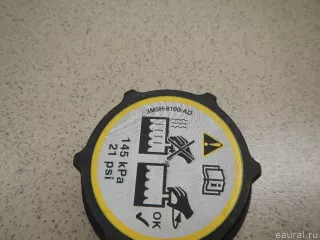 3M5H-8100-AD
145 kPa
21 psi
OK
eaural.ru